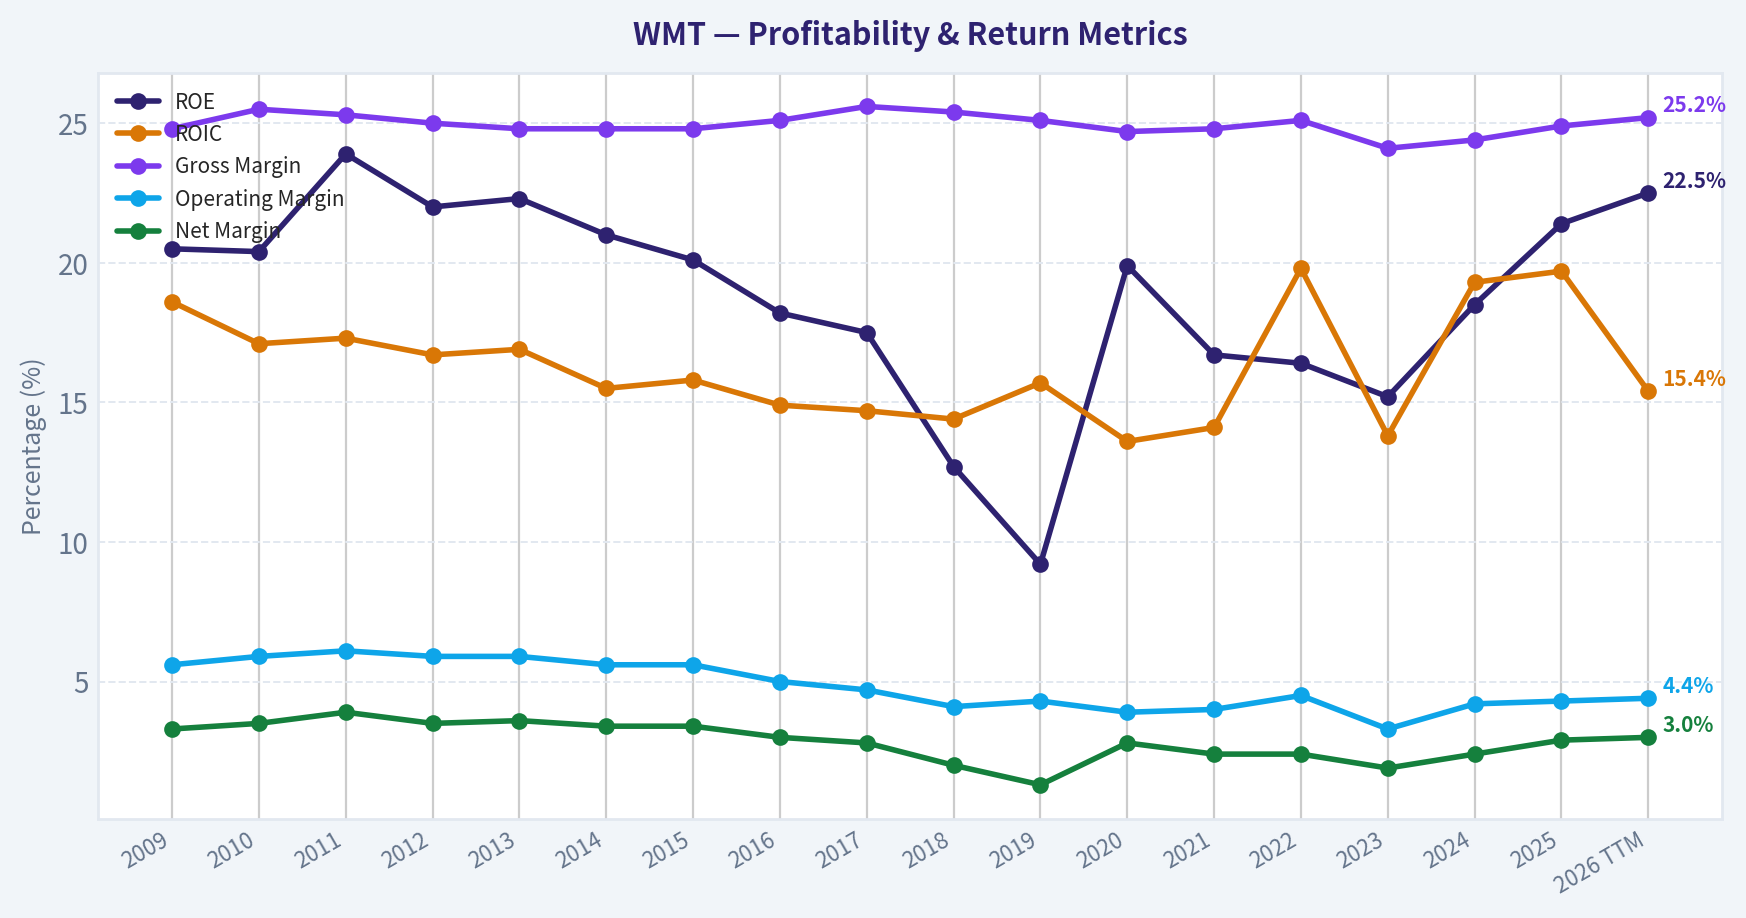 WMT — Profitability & Return Metrics
ROE
ROIC
Gross Margin
Operating Margin
Net Margin
Percentage (%)
25
20
15
10
5
25.2%
22.5%
15.4%
4.4%
3.0%
2009 2010 2011 2012 2013 2014 2015 2016 2017 2018 2019 2020 2021 2022 2023 2024 2025 2026 TTM